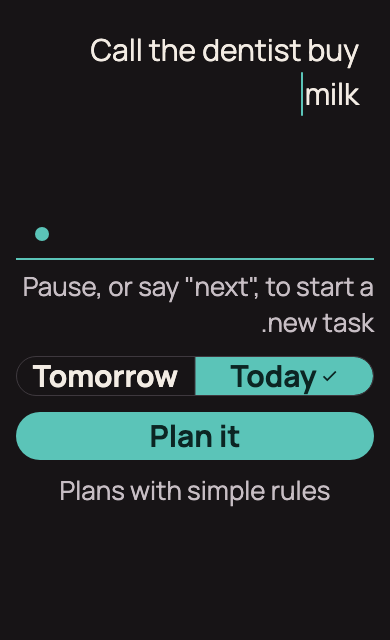 Call the dentist buy
milk
Pause, or say "next", to start a
new task.
Today
Tomorrow
Plan it
Plans with simple rules